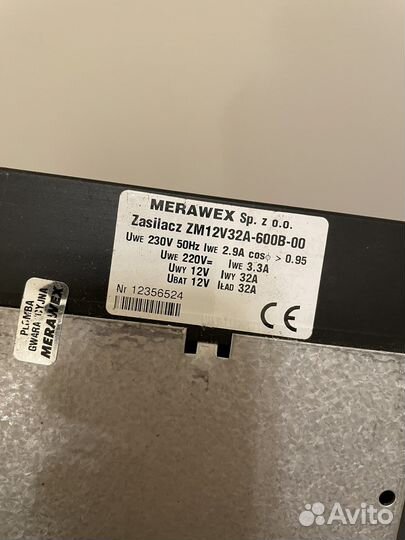 MERAWEX Sp. z o.o.
Zasilacz ZM12V32A-600B-00
UWE 230V 50Hz IWE 2.9A cosϕ > 0.95
UWE 220V= IWE 3.3A
UWY 12V IWY 32A
UBAT 12V IŁAD 32A
Nr 12356524
CE
PLOMBA
GWARANCYJNA
MERAWEX
Avito